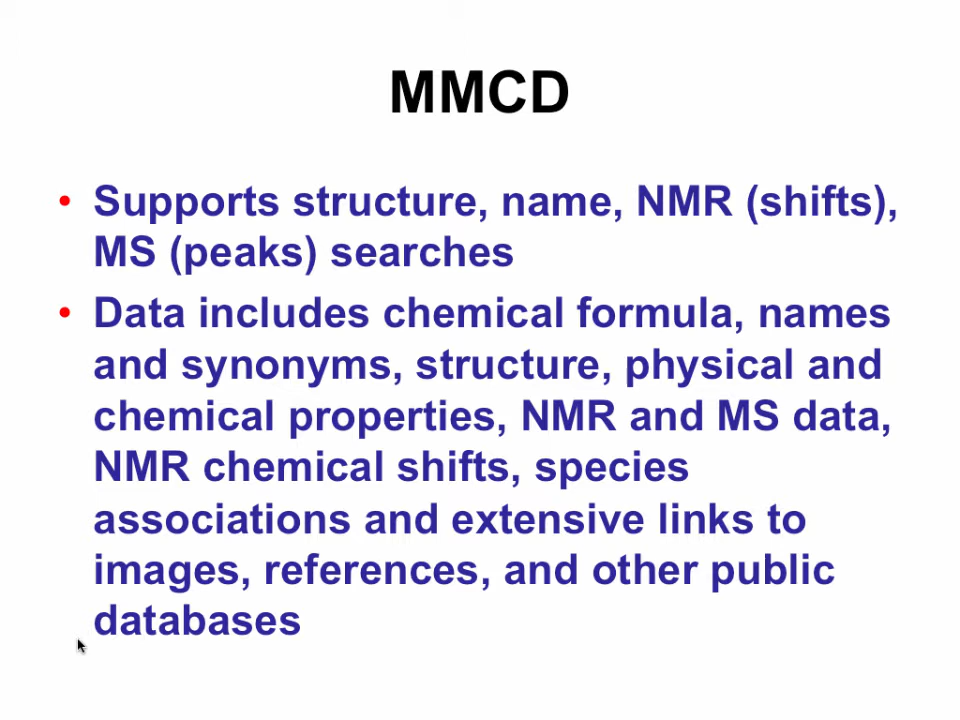 MMCD
• Supports structure, name, NMR (shifts),
MS (peaks) searches
• Data includes chemical formula, names
and synonyms, structure, physical and
chemical properties, NMR and MS data,
NMR chemical shifts, species
associations and extensive links to
images, references, and other public
databases